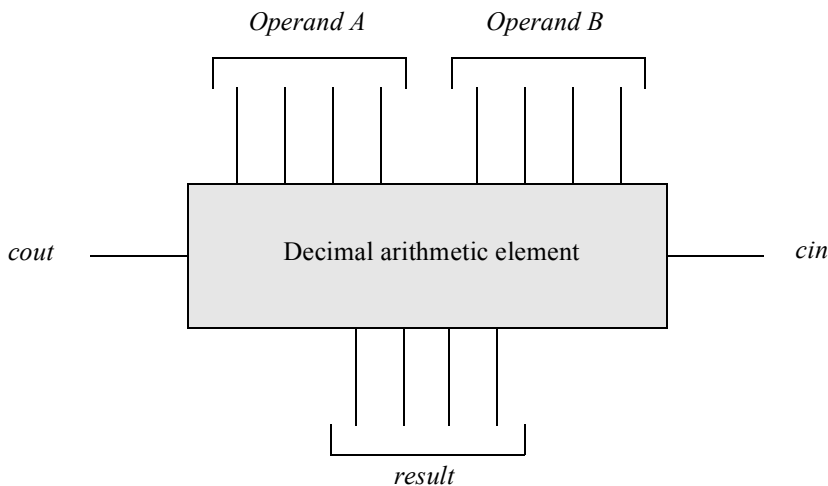 Operand A
Operand B
cout
Decimal arithmetic element
cin
result